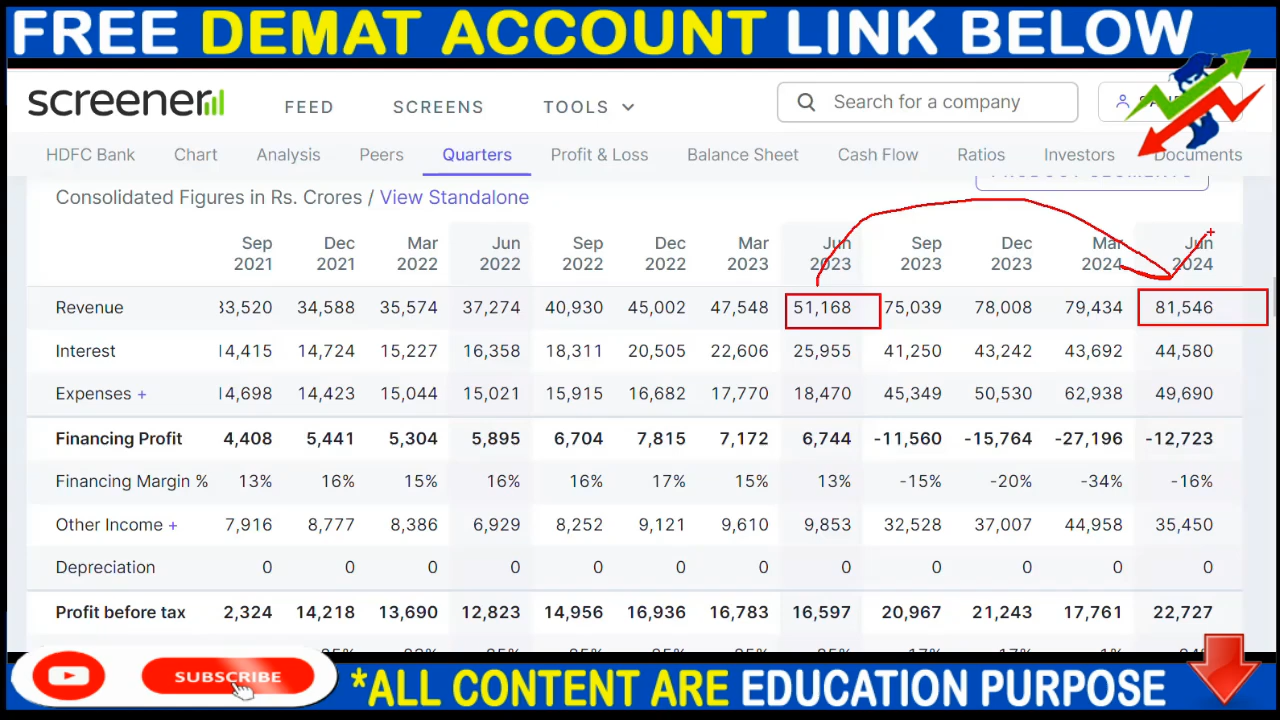 FREE DEMAT ACCOUNT LINK BELOW
screener FEED SCREENS TOOLS Search for a company
HDFC Bank Chart Analysis Peers Quarters Profit & Loss Balance Sheet Cash Flow Ratios Investors Documents
PRODUCT SEGMENTS
Consolidated Figures in Rs. Crores / View Standalone
Sep Dec Mar Jun Sep Dec Mar Jun Sep Dec Mar Jun
2021 2021 2022 2022 2022 2022 2023 2023 2023 2023 2024 2024
Revenue 33,520 34,588 35,574 37,274 40,930 45,002 47,548 51,168 75,039 78,008 79,434 81,546
Interest 14,415 14,724 15,227 16,358 18,311 20,505 22,606 25,955 41,250 43,242 43,692 44,580
Expenses + 14,698 14,423 15,044 15,021 15,915 16,682 17,770 18,470 45,349 50,530 62,938 49,690
Financing Profit 4,408 5,441 5,304 5,895 6,704 7,815 7,172 6,744 -11,560 -15,764 -27,196 -12,723
Financing Margin % 13% 16% 15% 16% 16% 17% 15% 13% -15% -20% -34% -16%
Other Income + 7,916 8,777 8,386 6,929 8,252 9,121 9,610 9,853 32,528 37,007 44,958 35,450
Depreciation 0 0 0 0 0 0 0 0 0 0 0 0
Profit before tax 2,324 14,218 13,690 12,823 14,956 16,936 16,783 16,597 20,967 21,243 17,761 22,727
SUBSCRIBE
*ALL CONTENT ARE EDUCATION PURPOSE